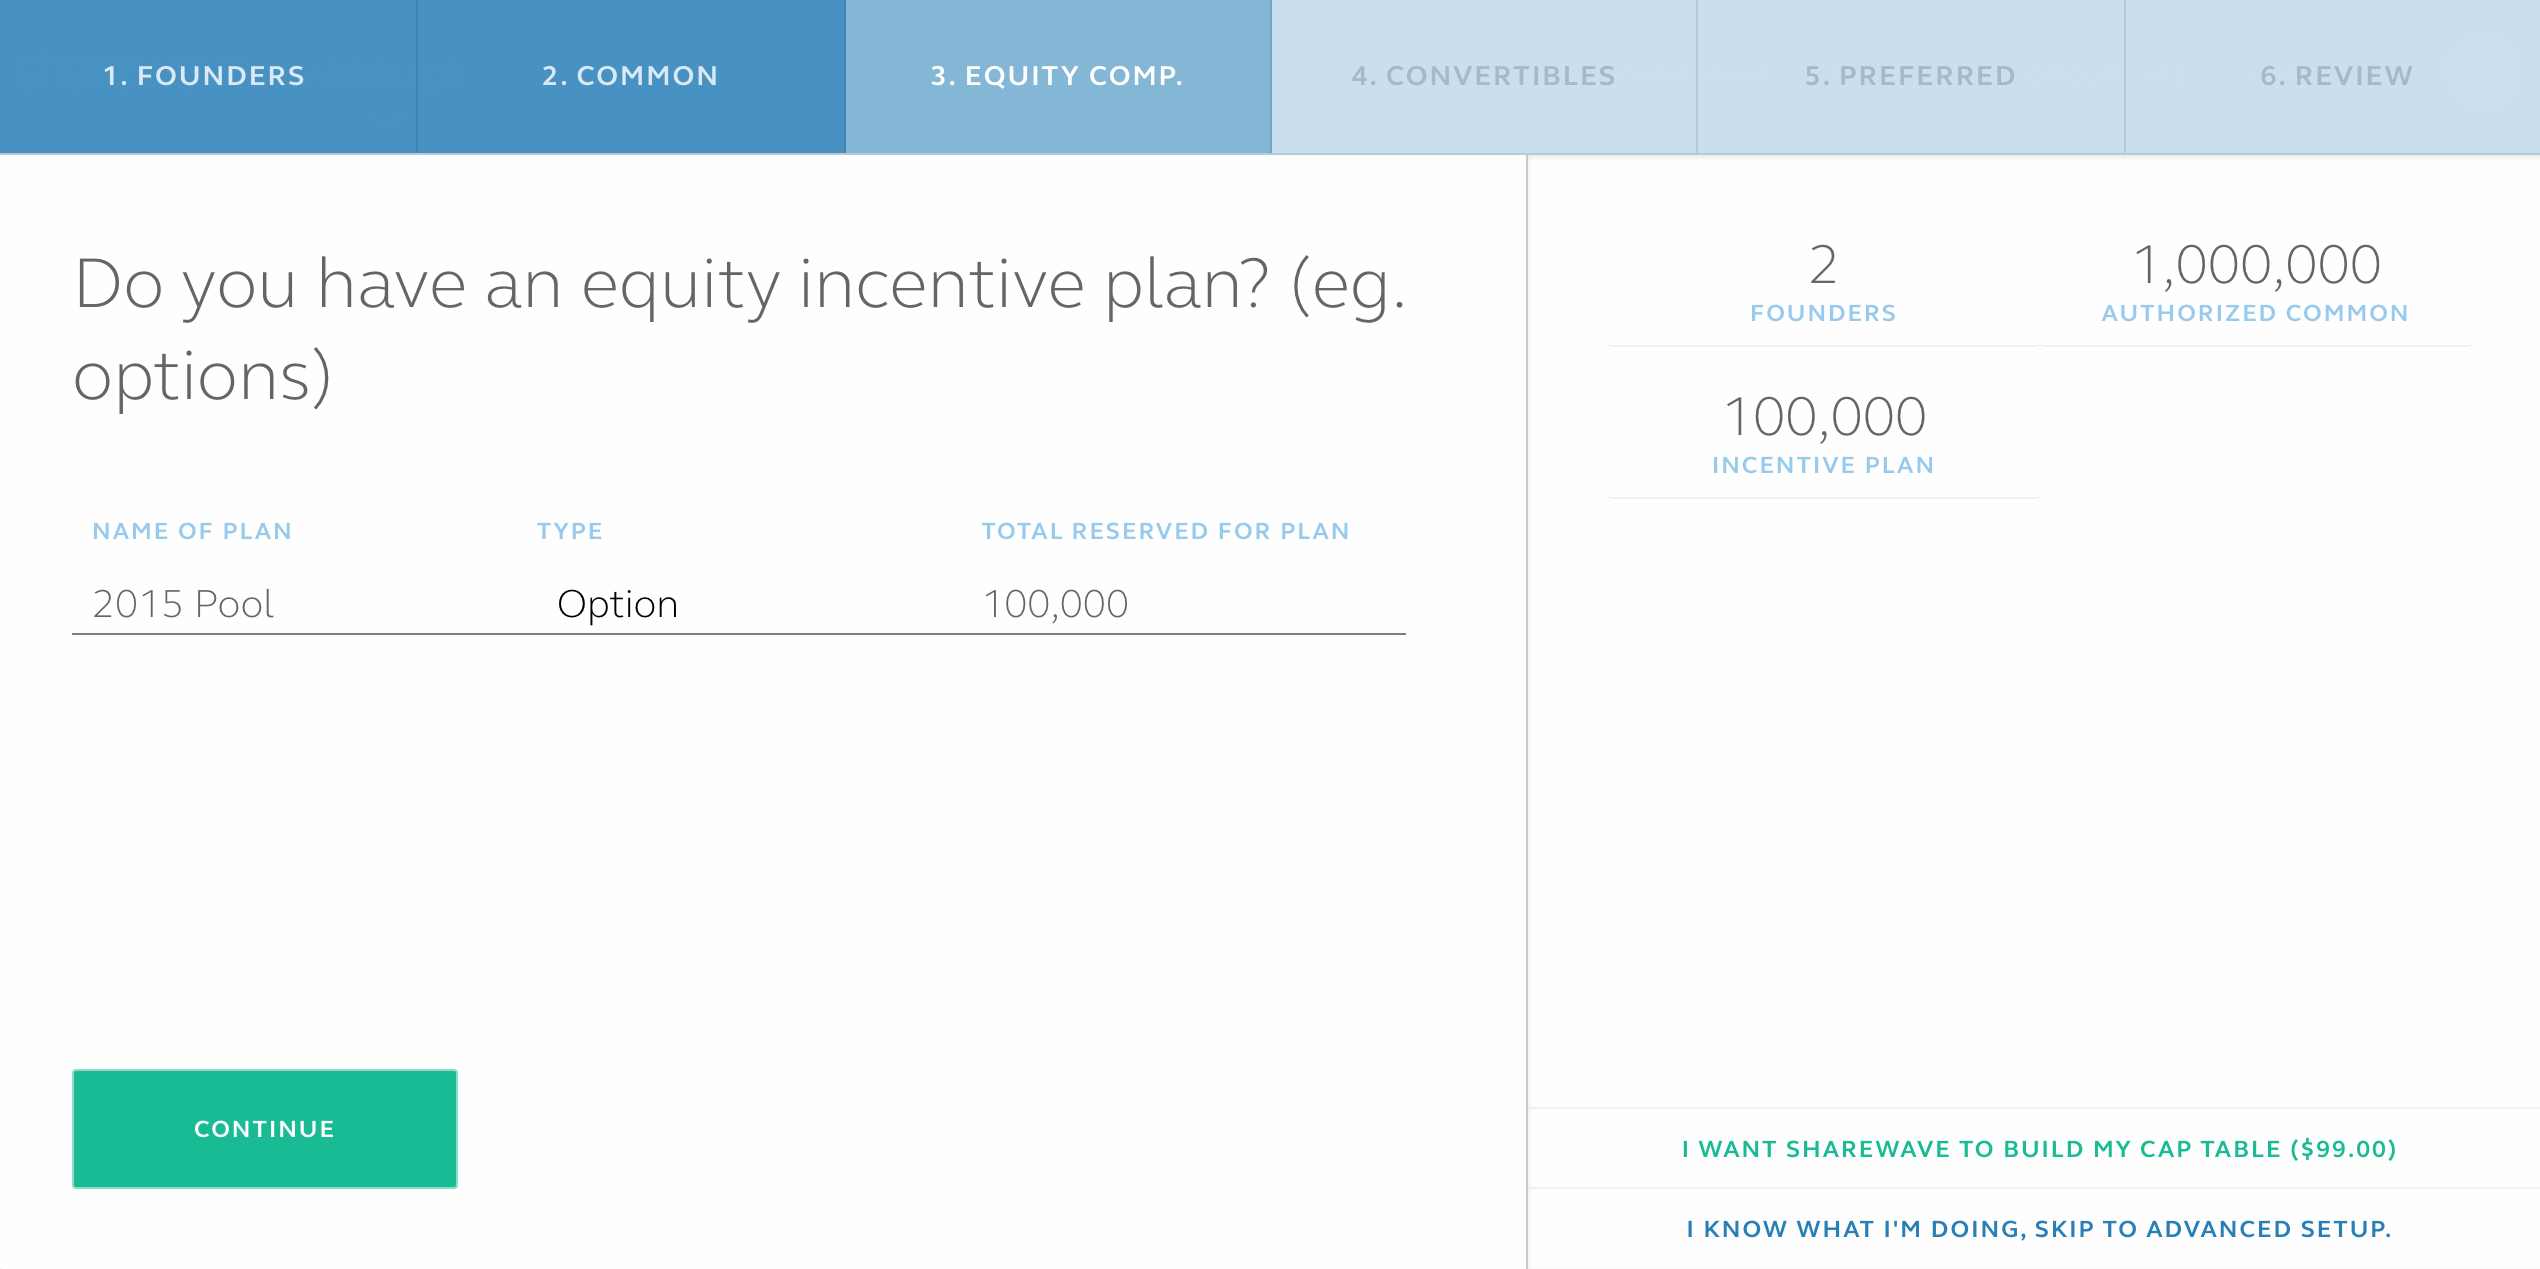 1. FOUNDERS
2. COMMON
3. EQUITY COMP.
4. CONVERTIBLES
5. PREFERRED
6. REVIEW
Do you have an equity incentive plan? (eg.
options)
NAME OF PLAN
TYPE
TOTAL RESERVED FOR PLAN
2015 Pool
Option
100,000
CONTINUE
2
FOUNDERS
1,000,000
AUTHORIZED COMMON
100,000
INCENTIVE PLAN
I WANT SHAREWAVE TO BUILD MY CAP TABLE ($99.00)
I KNOW WHAT I'M DOING, SKIP TO ADVANCED SETUP.